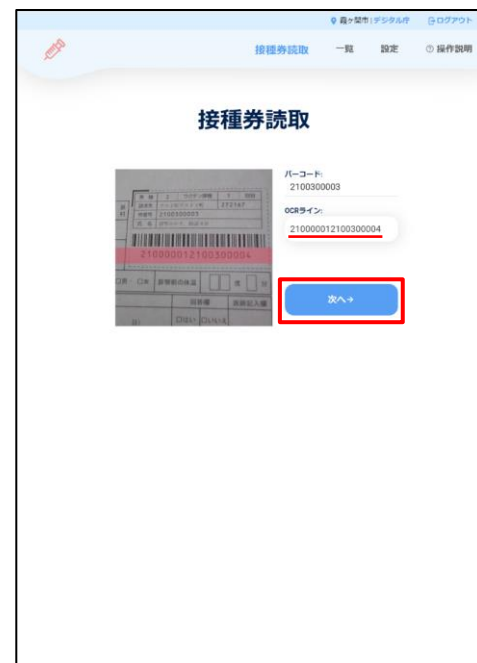 霞ヶ関市 | デジタル庁 ログアウト
接種券読取 一覧 設定 ? 操作説明
接種券読取
バーコード:
2100300003
OCRライン:
210000012100300004
次へ→
2100300003
272167
210000012100300004